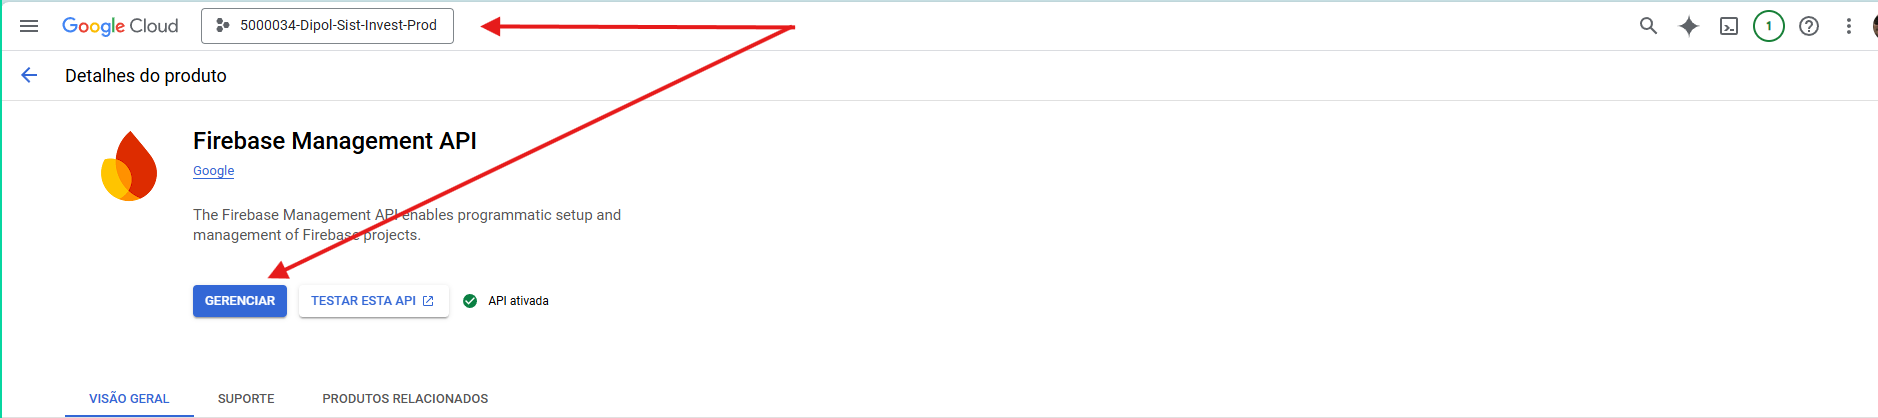 Google Cloud
5000034-Dipol-Sist-Invest-Prod
1
Detalhes do produto
Firebase Management API
Google
The Firebase Management API enables programmatic setup and
management of Firebase projects.
GERENCIAR
TESTAR ESTA API
API ativada
VISÃO GERAL
SUPORTE
PRODUTOS RELACIONADOS